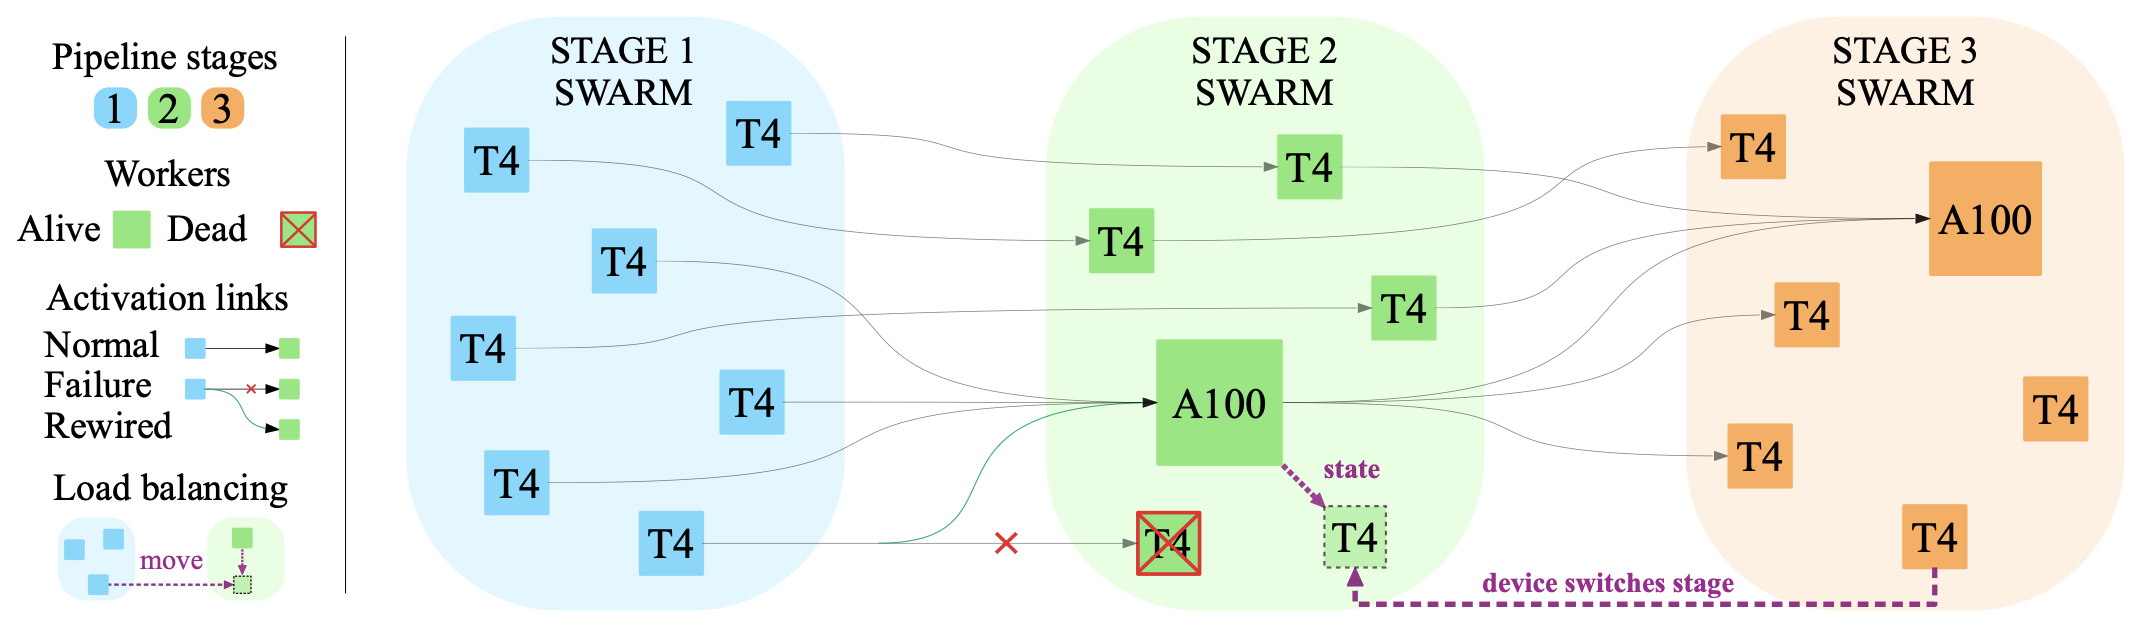 Pipeline stages
1 2 3
Workers
Alive Dead
Activation links
Normal
Failure
Rewired
Load balancing
move
STAGE 1
SWARM
T4
T4
T4
T4
T4
T4
T4
STAGE 2
SWARM
T4
T4
T4
A100
state
T4
T4
STAGE 3
SWARM
T4
A100
T4
T4
T4
T4
device switches stage